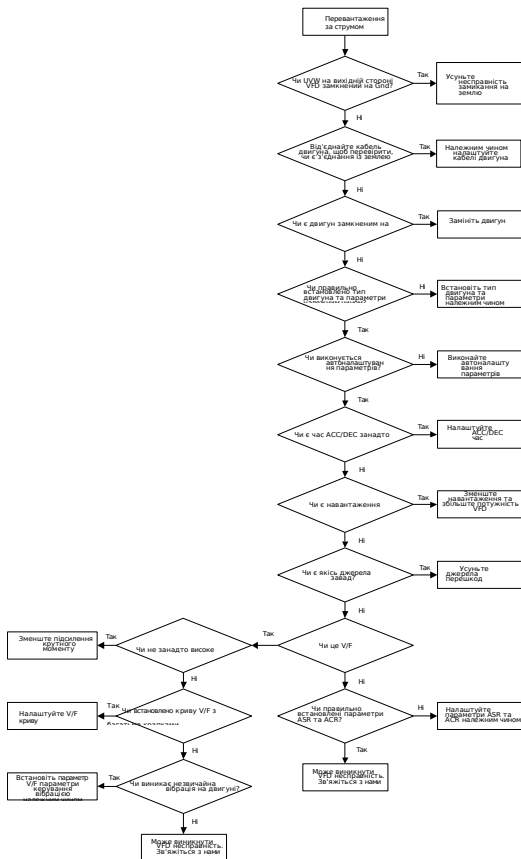 Перевантаження
за струмом
Чи UVW на вихідній стороні
VFD замкнений на Gnd?
Так
Усуньте
несправність
замикання на
землю
Ні
Від'єднайте кабель
двигуна, щоб перевірити,
чи є з'єднання із землею
Так
Належним чином
налаштуйте
кабелі двигуна
Ні
Чи є двигун замкненим на
Так
Замініть двигун
Ні
Чи правильно
встановлено тип
двигуна та параметри
належним чином?
Ні
Встановіть тип
двигуна та
параметри
належним чином
Так
Чи виконується
автоналаштуван
ня параметрів?
Ні
Виконайте
автоналашту
вання
параметрів
Так
Чи є час ACC/DEC занадто
Так
Налаштуйте
ACC/DEC
час
Ні
Чи є навантаження
Так
Зменште
навантаження та
збільште потужність
VFD
Ні
Чи є якісь джерела
завад?
Так
Усуньте
джерела
перешкод
Ні
Чи це V/F
Так
Чи не занадто високе
Так
Зменште підсилення
крутного
моменту
Ні
Ні
Чи встановлено криву V/F з
багатьма крапками
Так
Налаштуйте V/F
криву
Чи правильно
встановлені параметри
ASR та ACR?
Ні
Налаштуйте
параметри ASR та
ACR належним чином
Ні
Так
Чи виникає незвичайна
вібрація на двигуні?
Так
Встановіть параметр
V/F параметри
керування
вібрацією
належним чином
Може виникнути
VFD несправність.
Зв'яжіться з нами
Ні
Може виникнути
VFD несправність.
Зв'яжіться з нами